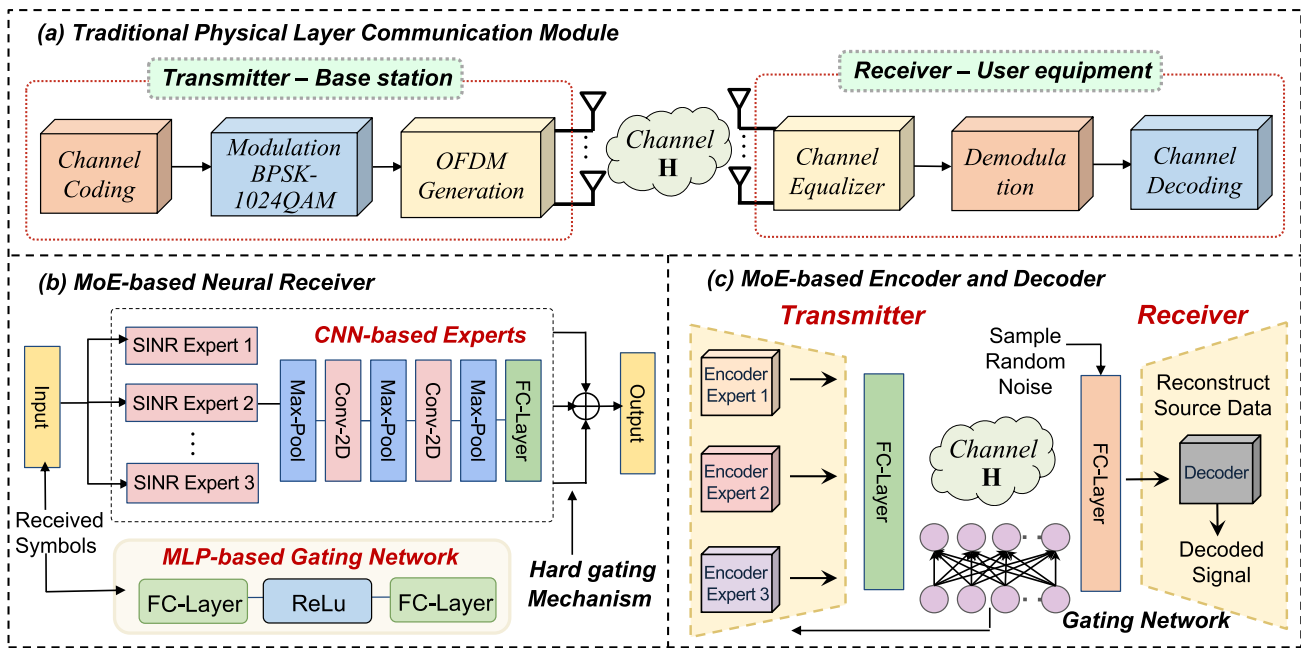 (a) Traditional Physical Layer Communication Module
Transmitter – Base station
Channel
Coding
Modulation
BPSK-
1024QAM
OFDM
Generation
Channel
H
Receiver – User equipment
Channel
Equalizer
Demodula
tion
Channel
Decoding
(b) MoE-based Neural Receiver
CNN-based Experts
Input
SINR Expert 1
SINR Expert 2
SINR Expert 3
Max-Pool
Conv-2D
Max-Pool
Conv-2D
Max-Pool
FC-Layer
Output
Received
Symbols
MLP-based Gating Network
FC-Layer
ReLu
FC-Layer
Hard gating
Mechanism
(c) MoE-based Encoder and Decoder
Transmitter
Encoder
Expert 1
Encoder
Expert 2
Encoder
Expert 3
FC-Layer
Channel
H
Gating Network
Sample
Random
Noise
FC-Layer
Receiver
Reconstruct
Source Data
Decoder
Decoded
Signal